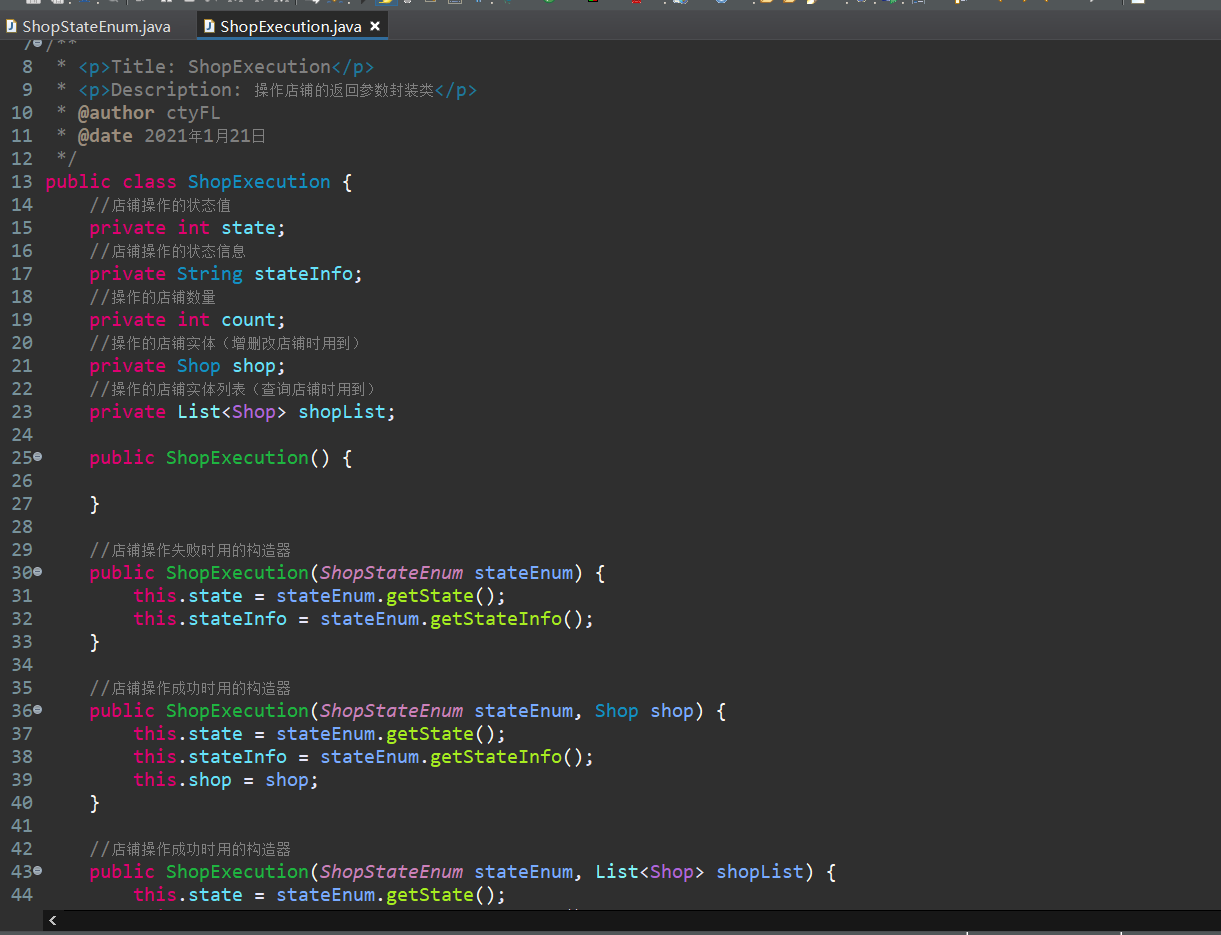 ShopStateEnum.java
ShopExecution.java
7 /**
8 * <p>Title: ShopExecution</p>
9 * <p>Description: 操作店铺的返回参数封装类</p>
10 * @author ctyFL
11 * @date 2021年1月21日
12 */
13 public class ShopExecution {
14 //店铺操作的状态值
15 private int state;
16 //店铺操作的状态信息
17 private String stateInfo;
18 //操作的店铺数量
19 private int count;
20 //操作的店铺实体（增删改店铺时用到）
21 private Shop shop;
22 //操作的店铺实体列表（查询店铺时用到）
23 private List<Shop> shopList;
24
25 public ShopExecution() {
26
27 }
28
29 //店铺操作失败时用的构造器
30 public ShopExecution(ShopStateEnum stateEnum) {
31 this.state = stateEnum.getState();
32 this.stateInfo = stateEnum.getStateInfo();
33 }
34
35 //店铺操作成功时用的构造器
36 public ShopExecution(ShopStateEnum stateEnum, Shop shop) {
37 this.state = stateEnum.getState();
38 this.stateInfo = stateEnum.getStateInfo();
39 this.shop = shop;
40 }
41
42 //店铺操作成功时用的构造器
43 public ShopExecution(ShopStateEnum stateEnum, List<Shop> shopList) {
44 this.state = stateEnum.getState();